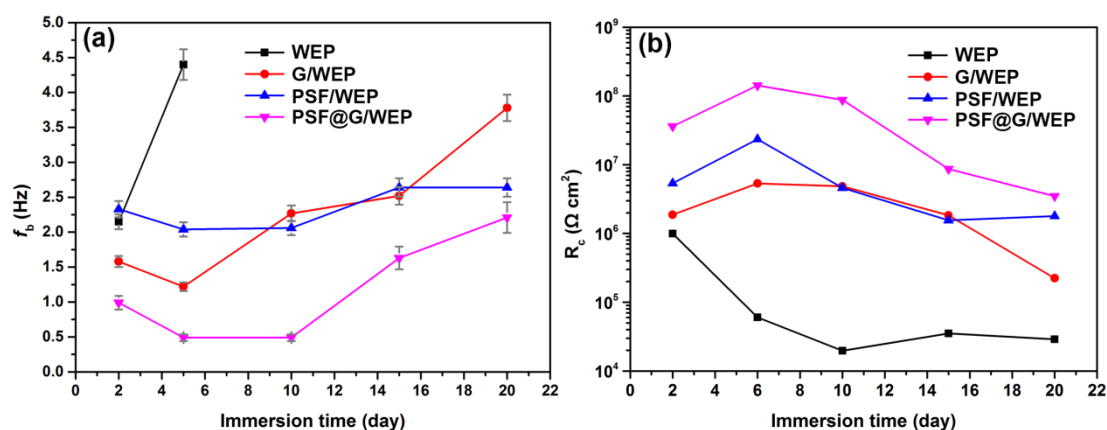 (a)
WEP
G/WEP
PSF/WEP
PSF@G/WEP
f_b (Hz)
5.0
4.5
4.0
3.5
3.0
2.5
2.0
1.5
1.0
0.5
0.0
0 2 4 6 8 10 12 14 16 18 20 22
Immersion time (day)
(b)
WEP
G/WEP
PSF/WEP
PSF@G/WEP
R_c (Ω cm²)
10⁹
10⁸
10⁷
10⁶
10⁵
10⁴
0 2 4 6 8 10 12 14 16 18 20 22
Immersion time (day)